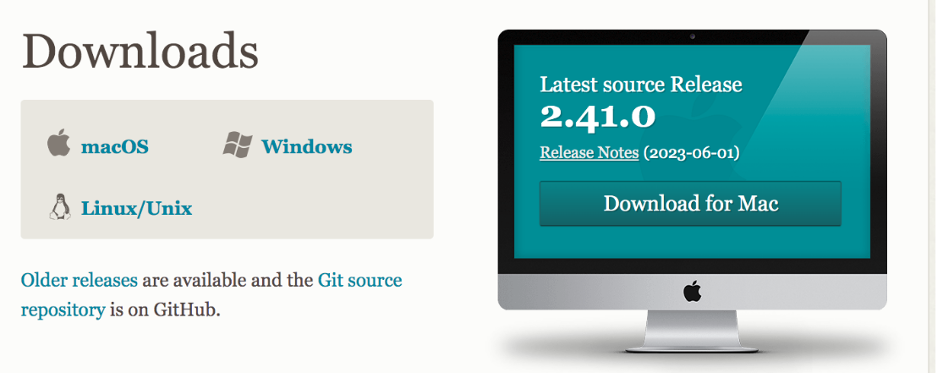 Downloads
macOS
Windows
Linux/Unix
Older releases are available and the Git source
repository is on GitHub.
Latest source Release
2.41.0
Release Notes (2023-06-01)
Download for Mac